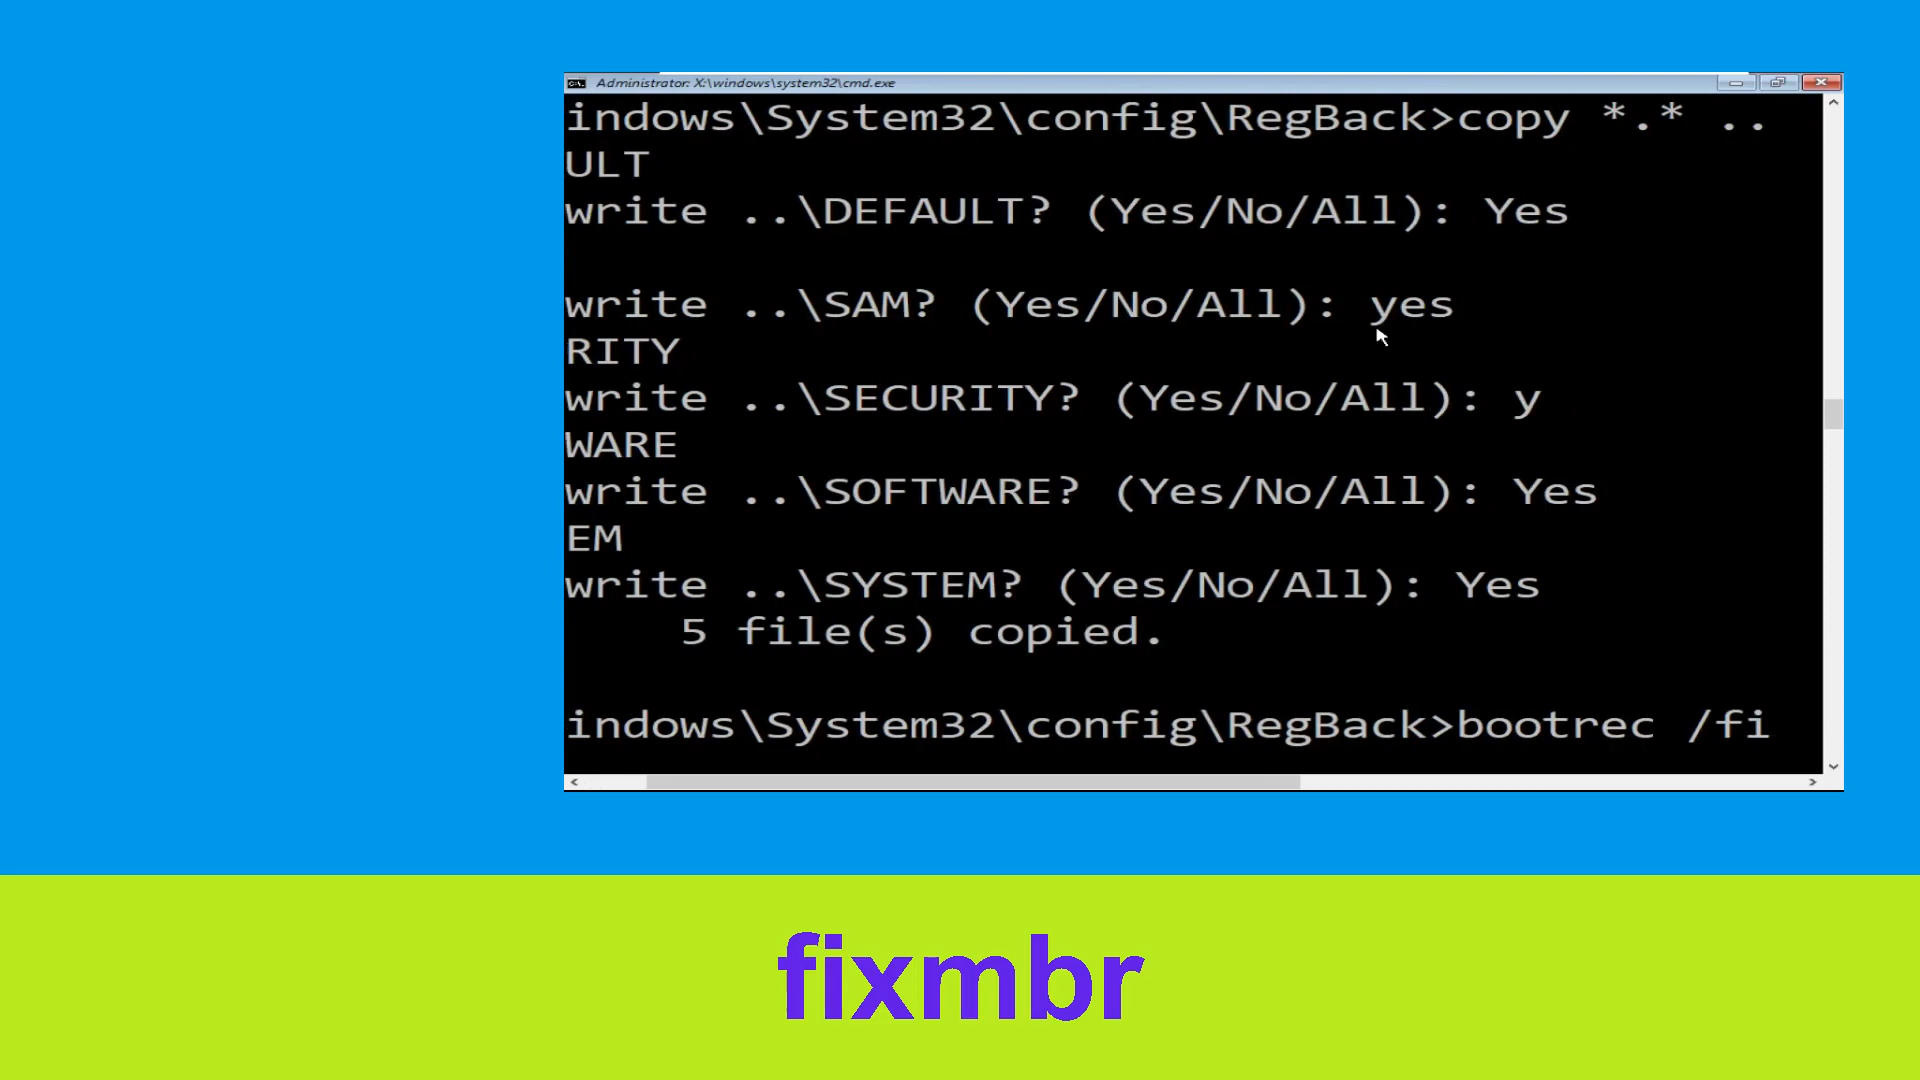 Administrator: X:\windows\system32\cmd.exe
indows\System32\config\RegBack>copy *.* ..
ULT
write ..\DEFAULT? (Yes/No/All): Yes
write ..\SAM? (Yes/No/All): yes
RITY
write ..\SECURITY? (Yes/No/All): y
WARE
write ..\SOFTWARE? (Yes/No/All): Yes
EM
write ..\SYSTEM? (Yes/No/All): Yes
5 file(s) copied.
indows\System32\config\RegBack>bootrec /fi
fixmbr